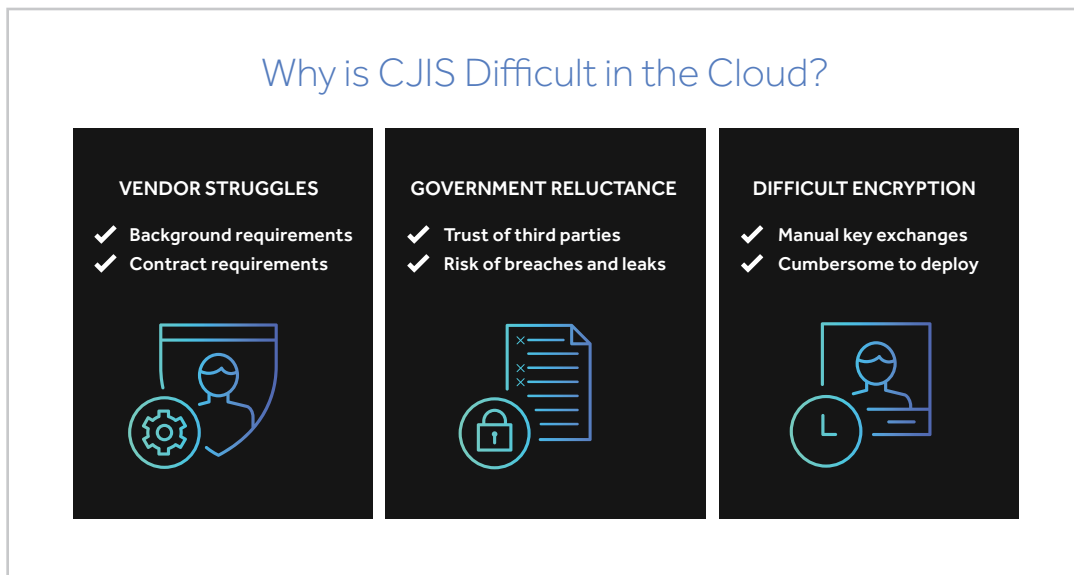 Why is CJIS Difficult in the Cloud?
VENDOR STRUGGLES
Background requirements
Contract requirements
GOVERNMENT RELUCTANCE
Trust of third parties
Risk of breaches and leaks
DIFFICULT ENCRYPTION
Manual key exchanges
Cumbersome to deploy